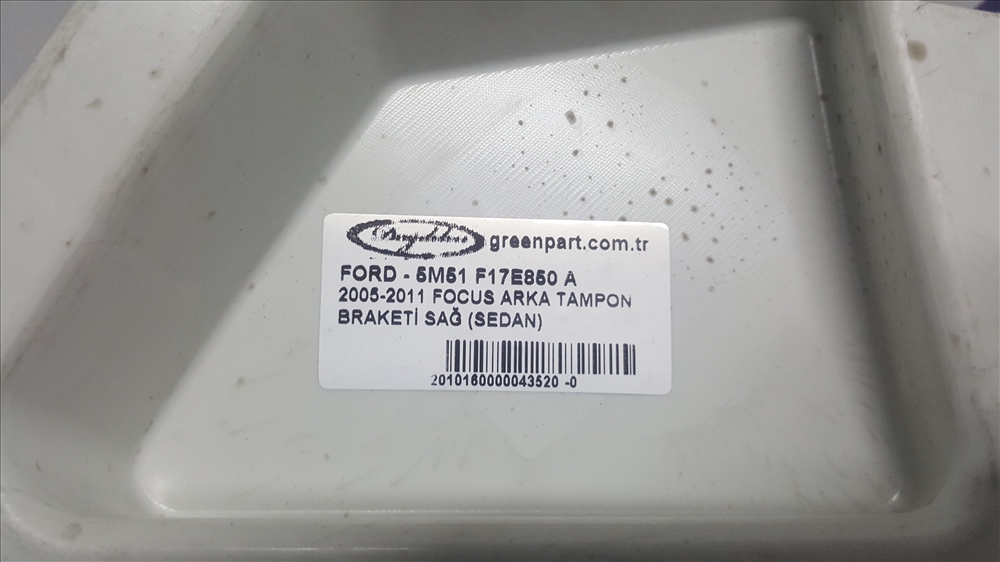 greenpart.com.tr
FORD - 5M51 F17E850 A
2005-2011 FOCUS ARKA TAMPON
BRAKETİ SAĞ (SEDAN)
2010160000043520 -0